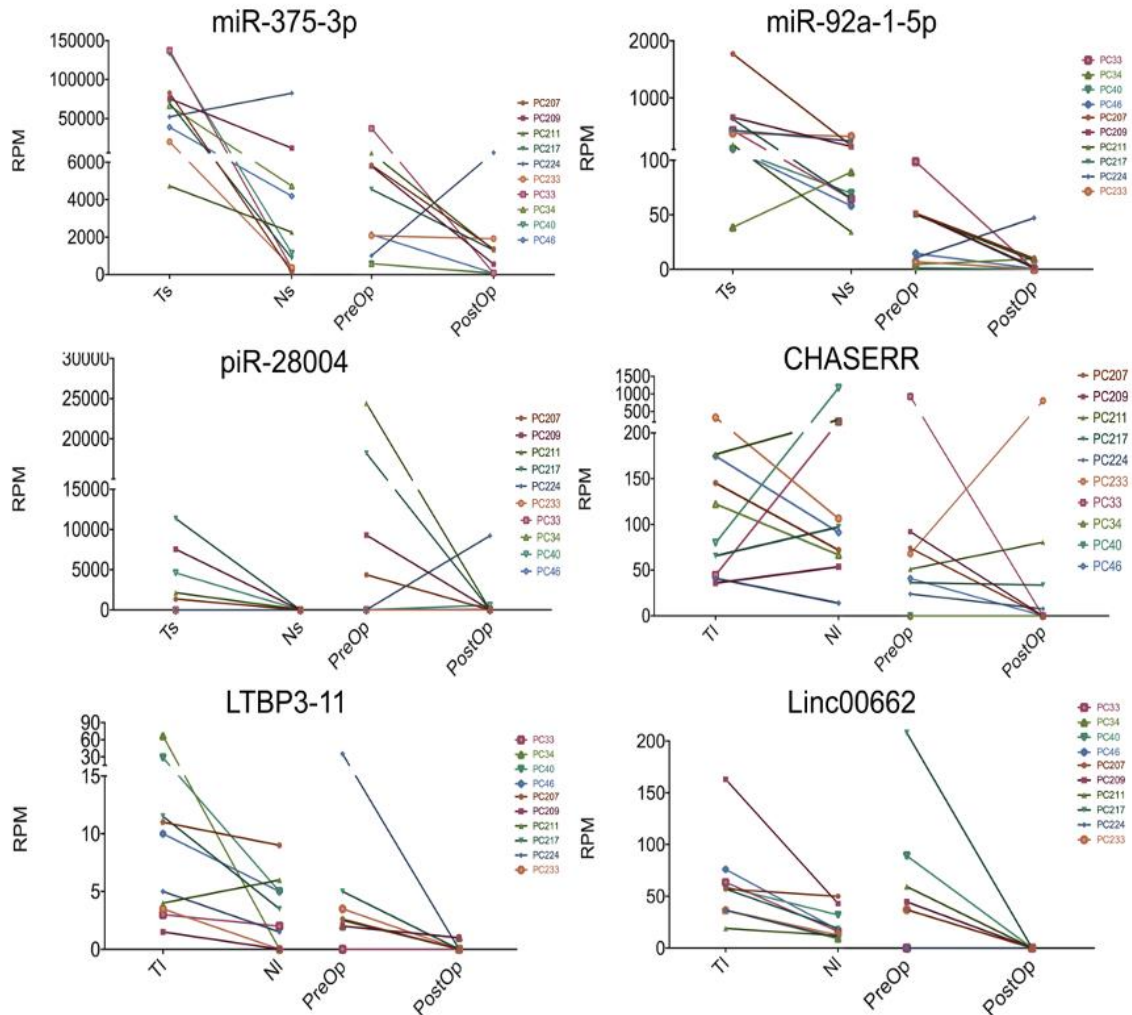 miR-375-3p
RPM
150000
100000
50000
6000
4000
2000
0
Ts
Ns
PreOp
PostOp
PC207
PC209
PC211
PC217
PC224
PC233
PC33
PC34
PC40
PC46
miR-92a-1-5p
RPM
2000
1000
100
50
0
Ts
Ns
PreOp
PostOp
PC33
PC34
PC40
PC46
PC207
PC209
PC211
PC217
PC224
PC233
piR-28004
RPM
30000
25000
20000
15000
10000
5000
0
Ts
Ns
PreOp
PostOp
PC207
PC209
PC211
PC217
PC224
PC233
PC33
PC34
PC40
PC46
CHASERR
RPM
1500
1000
500
200
150
100
50
0
Tl
Nl
PreOp
PostOp
PC207
PC209
PC211
PC217
PC224
PC233
PC33
PC34
PC40
PC46
LTBP3-11
RPM
90
60
30
15
10
5
0
Tl
Nl
PreOp
PostOp
PC33
PC34
PC40
PC46
PC207
PC209
PC211
PC217
PC224
PC233
Linc00662
RPM
200
150
100
50
0
Tl
Nl
PreOp
PostOp
PC33
PC34
PC40
PC46
PC207
PC209
PC211
PC217
PC224
PC233